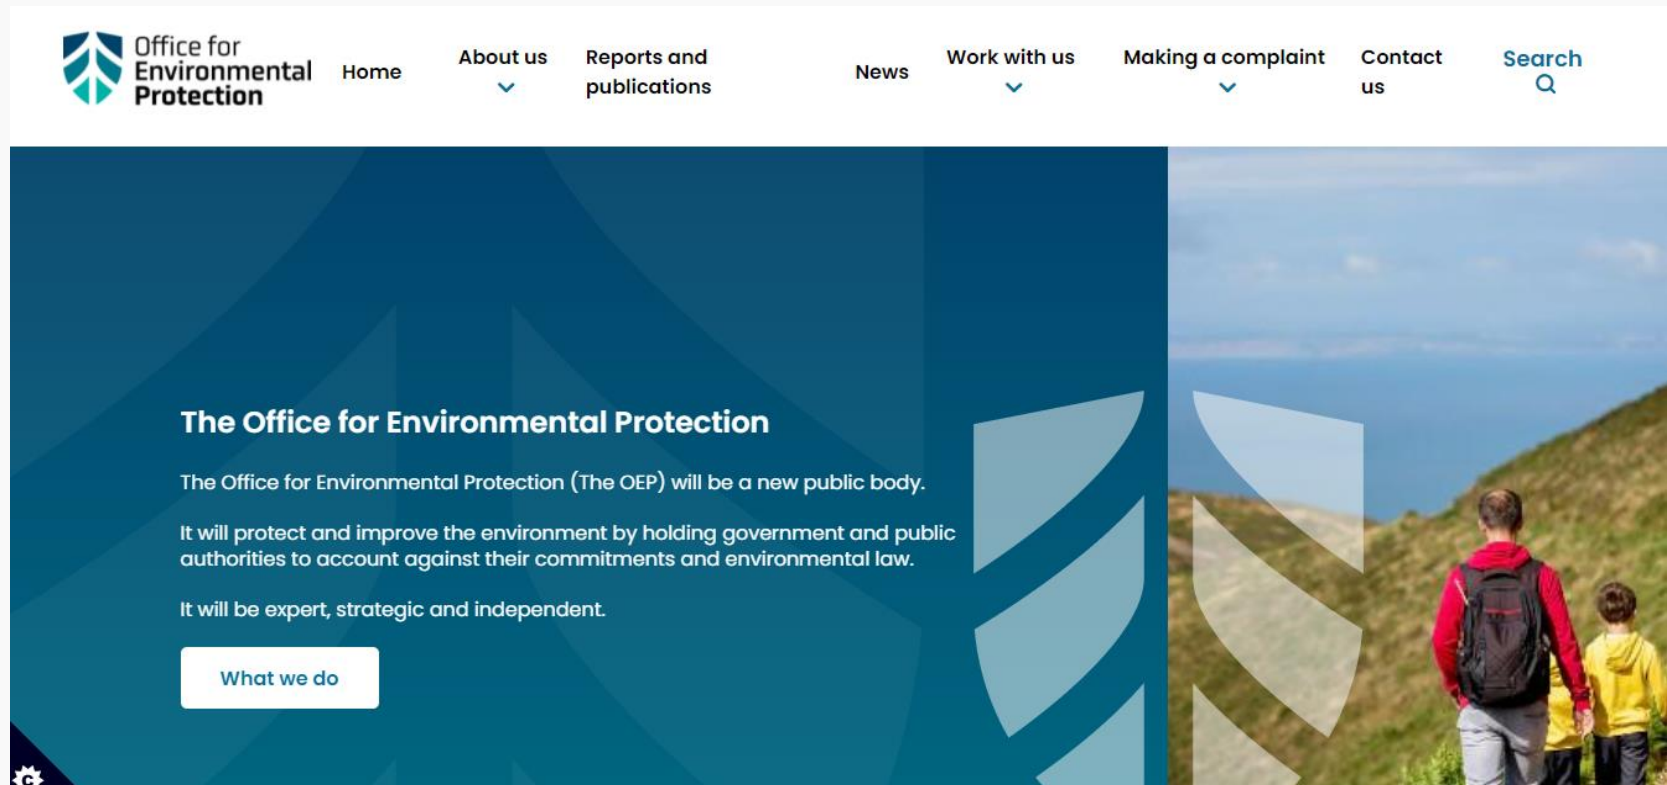 Office for
Environmental
Protection
Home
About us
Reports and
publications
News
Work with us
Making a complaint
Contact
us
Search
The Office for Environmental Protection
The Office for Environmental Protection (The OEP) will be a new public body.
It will protect and improve the environment by holding government and public
authorities to account against their commitments and environmental law.
It will be expert, strategic and independent.
What we do
C